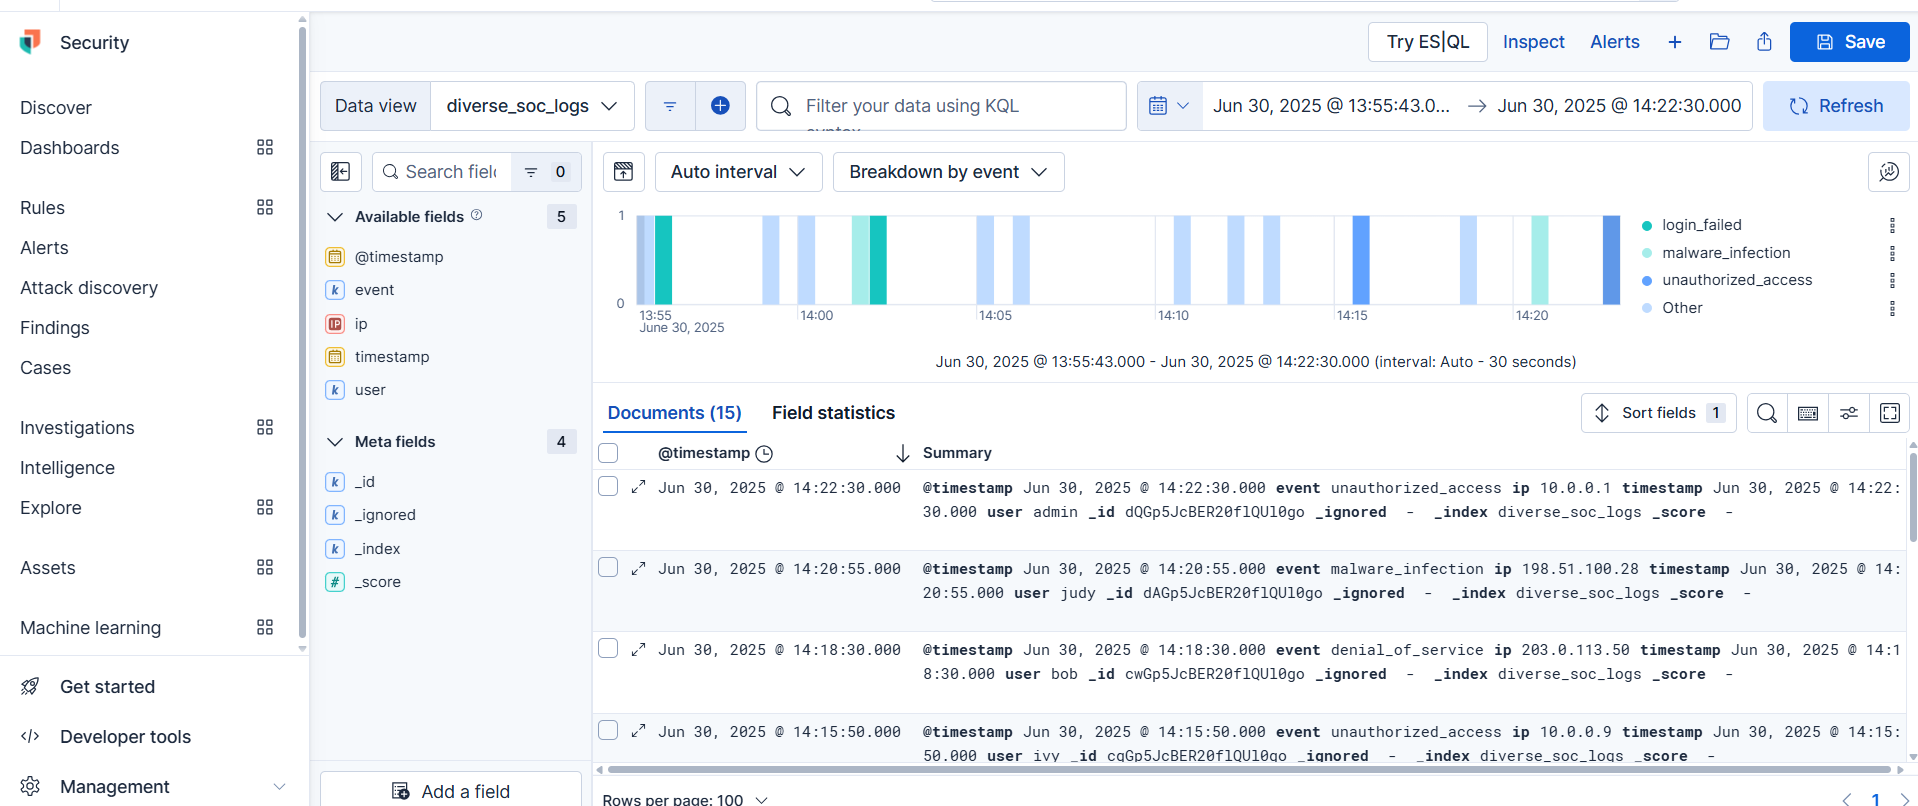 Security
Try ES|QL
Inspect
Alerts
Save
Discover
Dashboards
Rules
Alerts
Attack discovery
Findings
Cases
Investigations
Intelligence
Explore
Assets
Machine learning
Get started
Developer tools
Management
Data view
diverse_soc_logs
Filter your data using KQL
syntax
Jun 30, 2025 @ 13:55:43.0...
Jun 30, 2025 @ 14:22:30.000
Refresh
Search fiel
0
Available fields
5
@timestamp
k event
IP ip
timestamp
k user
Meta fields
4
k _id
k _ignored
k _index
# _score
Add a field
Auto interval
Breakdown by event
1
0
13:55
June 30, 2025
14:00
14:05
14:10
14:15
14:20
login_failed
malware_infection
unauthorized_access
Other
Jun 30, 2025 @ 13:55:43.000 - Jun 30, 2025 @ 14:22:30.000 (interval: Auto - 30 seconds)
Documents (15)
Field statistics
Sort fields 1
@timestamp
Summary
Jun 30, 2025 @ 14:22:30.000
@timestamp Jun 30, 2025 @ 14:22:30.000 event unauthorized_access ip 10.0.0.1 timestamp Jun 30, 2025 @ 14:22:
30.000 user admin _id dQGp5JcBER20flQUl0go _ignored - _index diverse_soc_logs _score -
Jun 30, 2025 @ 14:20:55.000
@timestamp Jun 30, 2025 @ 14:20:55.000 event malware_infection ip 198.51.100.28 timestamp Jun 30, 2025 @ 14:
20:55.000 user judy _id dAGp5JcBER20flQUl0go _ignored - _index diverse_soc_logs _score -
Jun 30, 2025 @ 14:18:30.000
@timestamp Jun 30, 2025 @ 14:18:30.000 event denial_of_service ip 203.0.113.50 timestamp Jun 30, 2025 @ 14:1
8:30.000 user bob _id cwGp5JcBER20flQUl0go _ignored - _index diverse_soc_logs _score -
Jun 30, 2025 @ 14:15:50.000
@timestamp Jun 30, 2025 @ 14:15:50.000 event unauthorized_access ip 10.0.0.9 timestamp Jun 30, 2025 @ 14:15:
50.000 user ivy _id cgGp5JcBER20flQUl0go _ignored - _index diverse_soc_logs _score -
Rows per page: 100
1